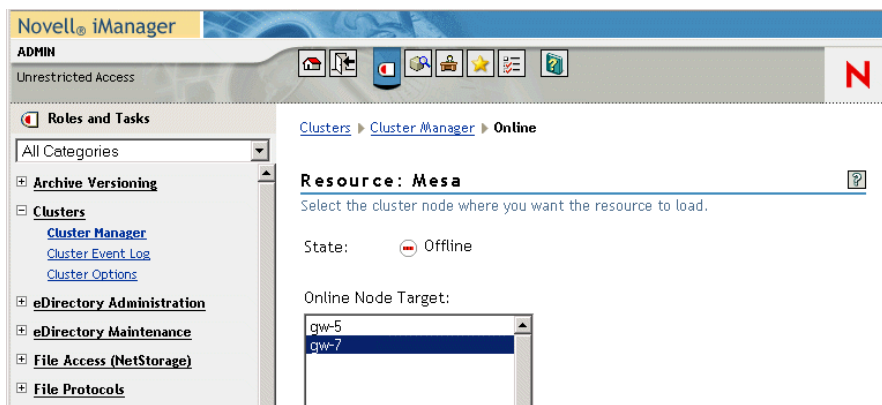 Novell® iManager
ADMIN
Unrestricted Access
N
Roles and Tasks
All Categories
Archive Versioning
Clusters
Cluster Manager
Cluster Event Log
Cluster Options
eDirectory Administration
eDirectory Maintenance
File Access (NetStorage)
File Protocols
Clusters Cluster Manager Online
Resource: Mesa
?
Select the cluster node where you want the resource to load.
State: Offline
Online Node Target:
gw-5
gw-7